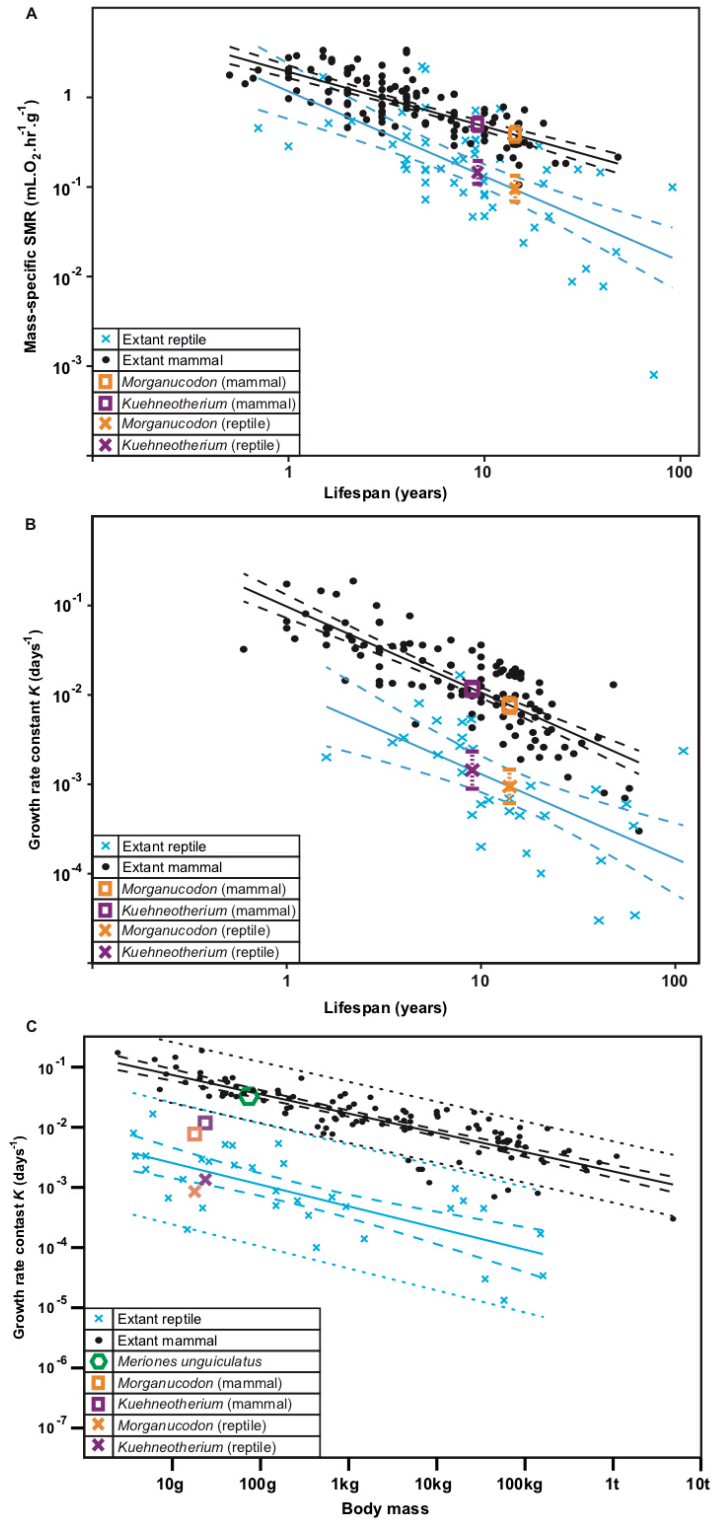 A
Mass-specific SMR (mL.O2.hr-1.g-1)
1
10-1
10-2
10-3
Extant reptile
Extant mammal
Morganucodon (mammal)
Kuehneotherium (mammal)
Morganucodon (reptile)
Kuehneotherium (reptile)
1
10
100
Lifespan (years)
B
Growth rate constant K (days-1)
10-1
10-2
10-3
10-4
Extant reptile
Extant mammal
Morganucodon (mammal)
Kuehneotherium (mammal)
Morganucodon (reptile)
Kuehneotherium (reptile)
1
10
100
Lifespan (years)
C
Growth rate contast K (days-1)
10-1
10-2
10-3
10-4
10-5
10-6
10-7
Extant reptile
Extant mammal
Meriones unguiculatus
Morganucodon (mammal)
Kuehneotherium (mammal)
Morganucodon (reptile)
Kuehneotherium (reptile)
10g
100g
1kg
10kg
100kg
1t
10t
Body mass